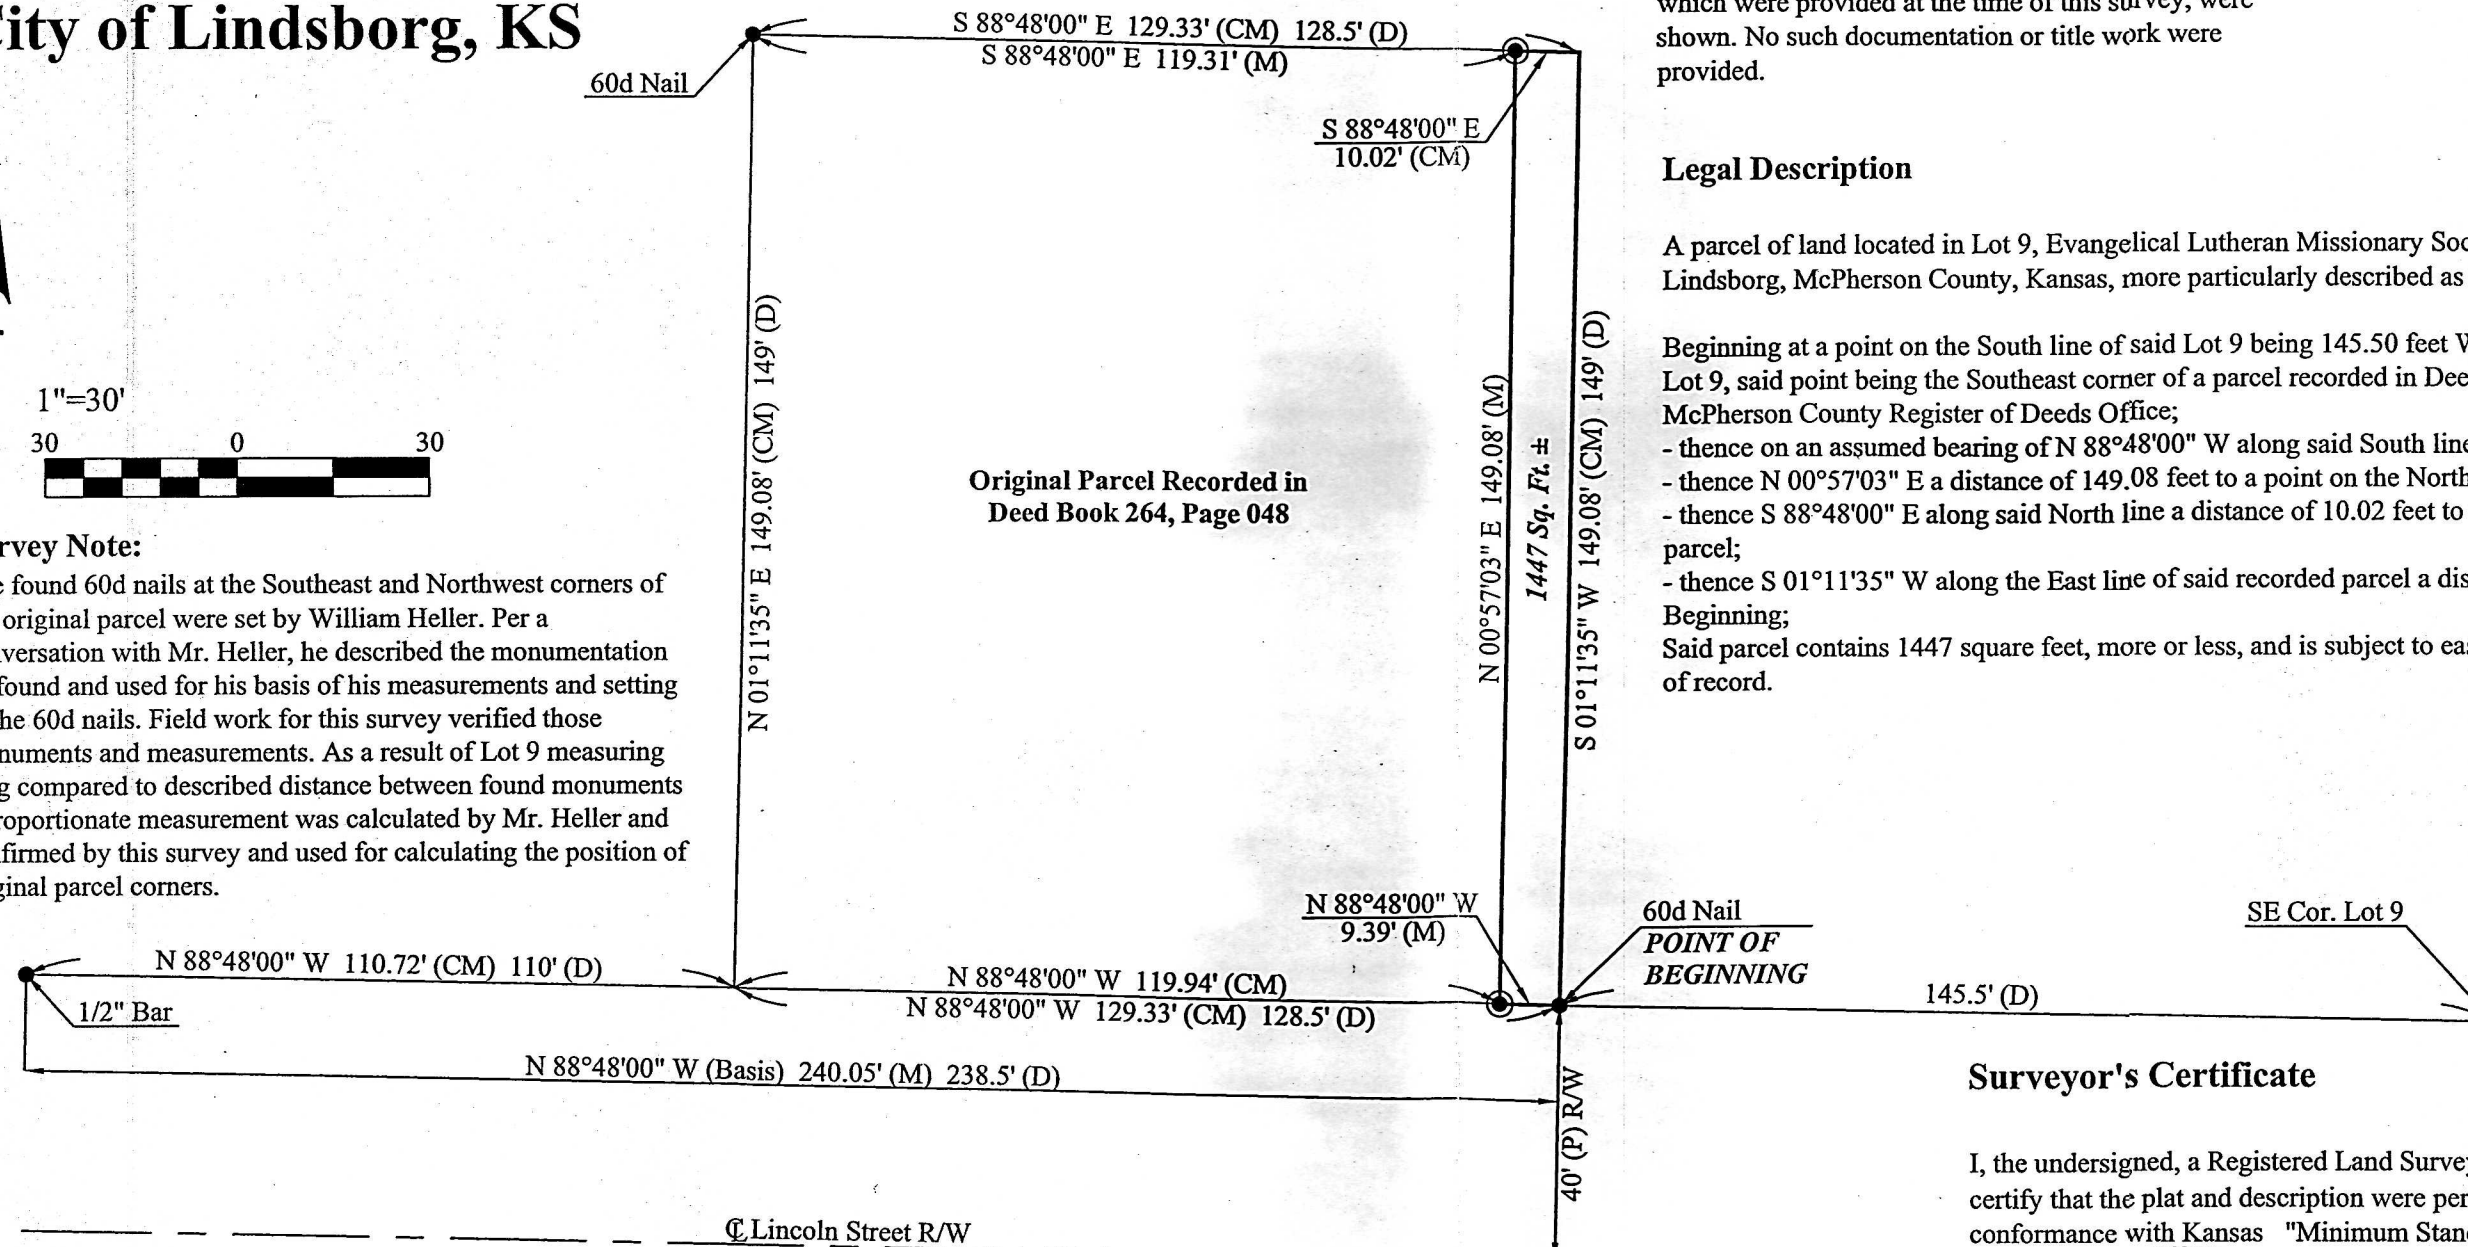 City of Lindsborg, KS
60d Nail
S 88°48'00" E 129.33' (CM) 128.5' (D)
S 88°48'00" E 119.31' (M)
S 88°48'00" E
10.02' (CM)
which were provided at the time of this survey, were
shown. No such documentation or title work were
provided.
Legal Description
A parcel of land located in Lot 9, Evangelical Lutheran Missionary Soc
Lindsborg, McPherson County, Kansas, more particularly described as
Beginning at a point on the South line of said Lot 9 being 145.50 feet W
Lot 9, said point being the Southeast corner of a parcel recorded in Dee
McPherson County Register of Deeds Office;
- thence on an assumed bearing of N 88°48'00" W along said South line
- thence N 00°57'03" E a distance of 149.08 feet to a point on the North
- thence S 88°48'00" E along said North line a distance of 10.02 feet to
parcel;
- thence S 01°11'35" W along the East line of said recorded parcel a dis
Beginning;
Said parcel contains 1447 square feet, more or less, and is subject to ea
of record.
1"=30'
30 0 30
N 01°11'35" E 149.08' (CM) 149' (D)
Original Parcel Recorded in
Deed Book 264, Page 048
N 00°57'03" E 149.08' (M)
1447 Sq. Ft. ±
S 01°11'35" W 149.08' (CM) 149' (D)
rvey Note:
e found 60d nails at the Southeast and Northwest corners of
original parcel were set by William Heller. Per a
versation with Mr. Heller, he described the monumentation
found and used for his basis of his measurements and setting
he 60d nails. Field work for this survey verified those
numents and measurements. As a result of Lot 9 measuring
g compared to described distance between found monuments
roportionate measurement was calculated by Mr. Heller and
firmed by this survey and used for calculating the position of
ginal parcel corners.
N 88°48'00" W
9.39' (M)
60d Nail
POINT OF
BEGINNING
SE Cor. Lot 9
N 88°48'00" W 110.72' (CM) 110' (D)
1/2" Bar
N 88°48'00" W 119.94' (CM)
N 88°48'00" W 129.33' (CM) 128.5' (D)
145.5' (D)
N 88°48'00" W (Basis) 240.05' (M) 238.5' (D)
40' (P) R/W
℄ Lincoln Street R/W
Surveyor's Certificate
I, the undersigned, a Registered Land Surve
certify that the plat and description were per
conformance with Kansas "Minimum Stan